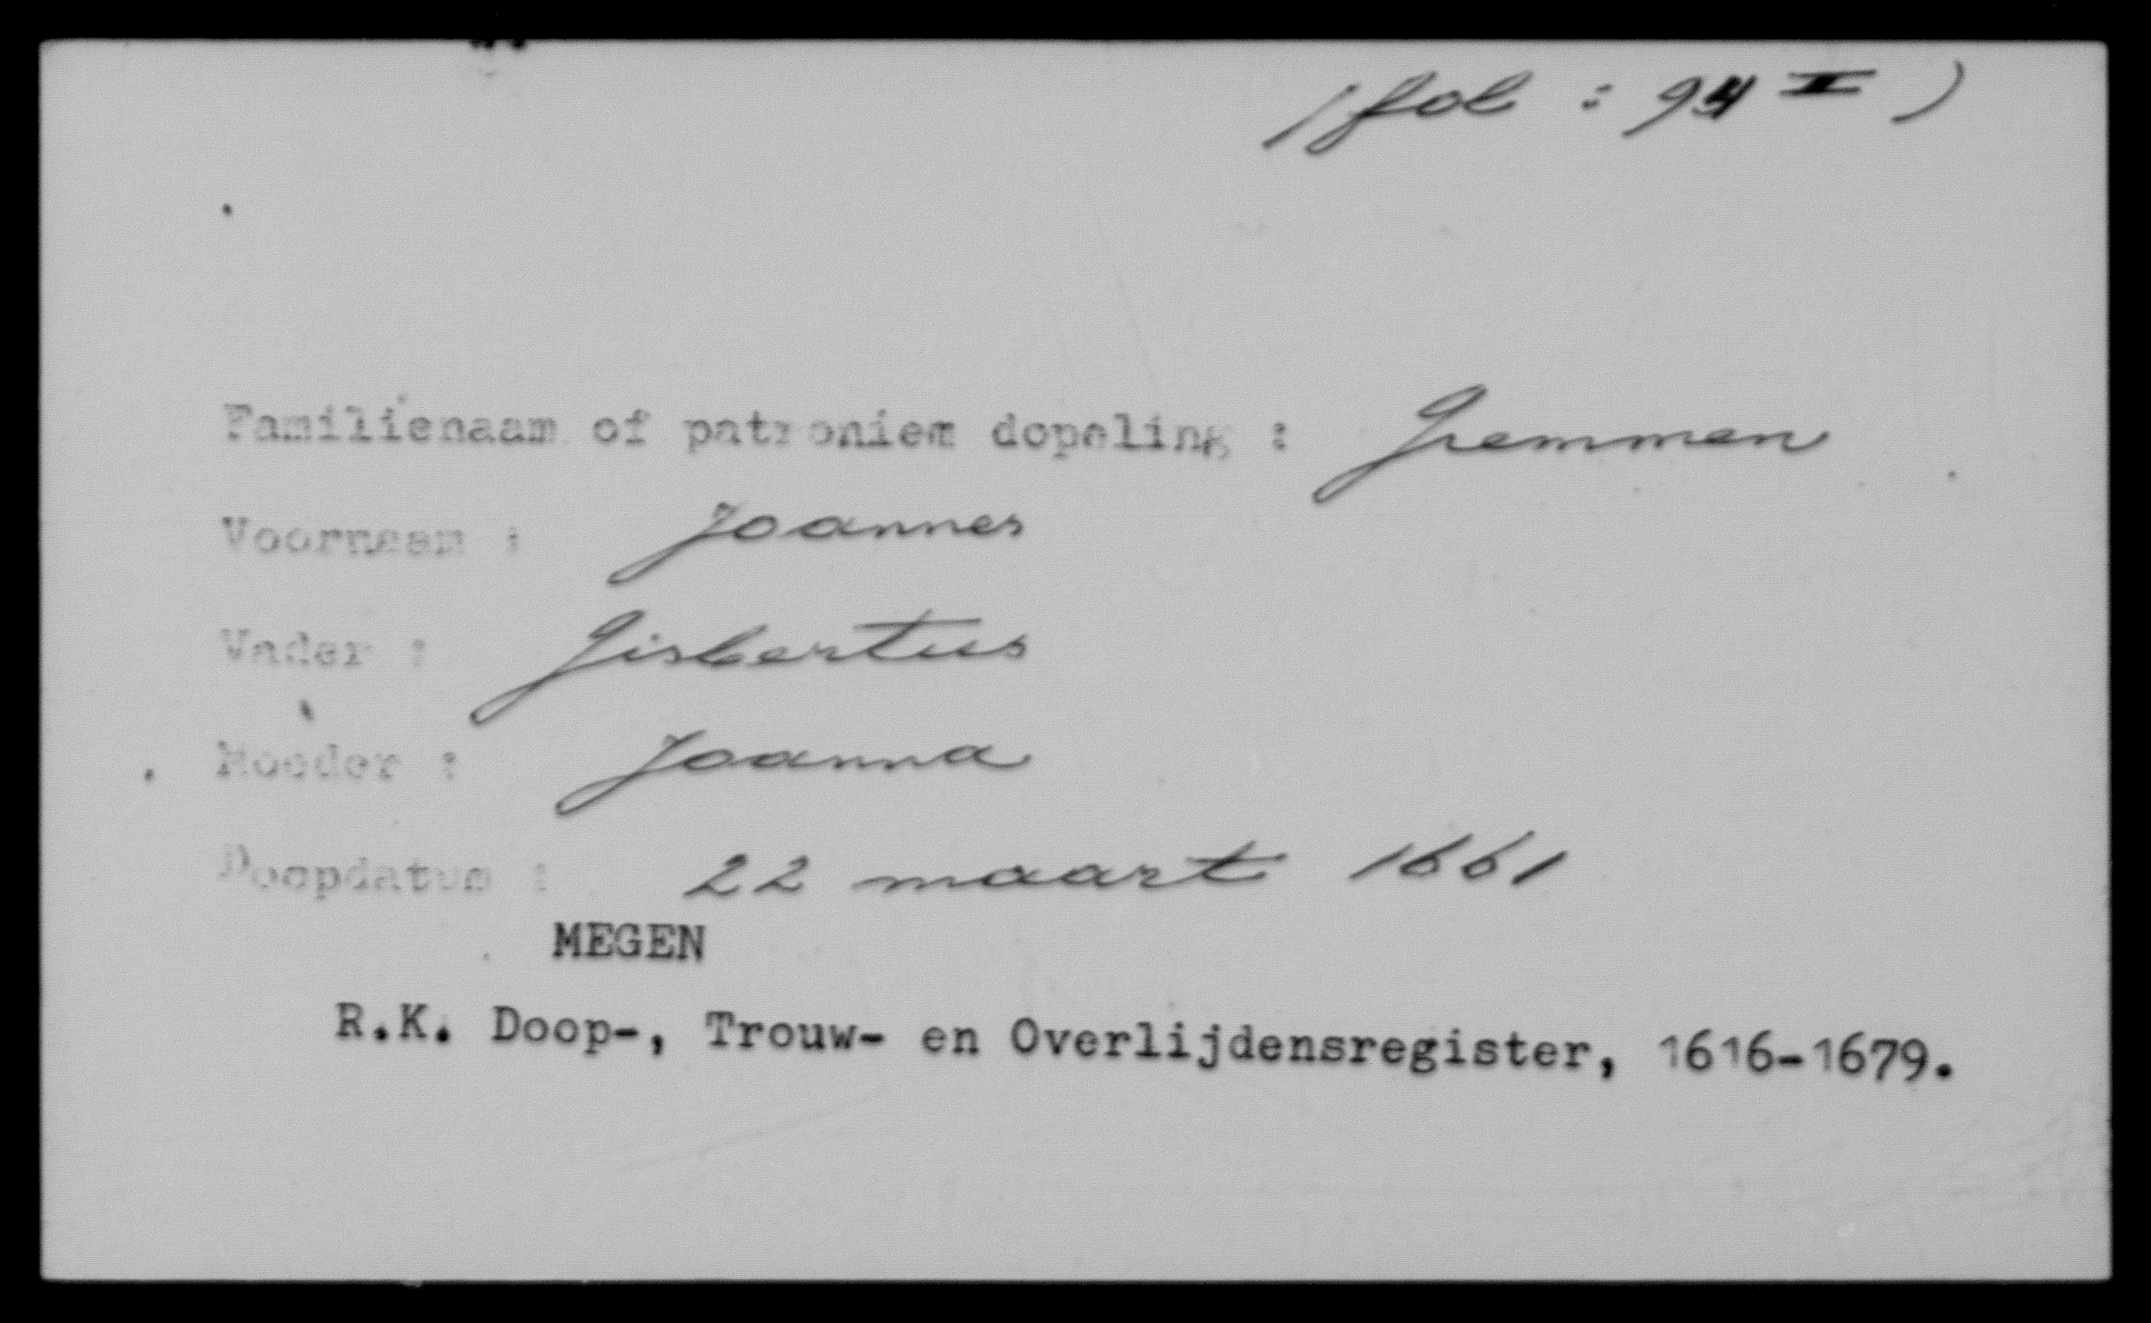 (fol : 94 II)
Familienaam of patroniem dopeling : Gremmen
Voornaam : Joannes
Vader : Gisbertus
Moeder : Joanna
Doopdatum : 22 maart 1661
MEGEN
R.K. Doop-, Trouw- en Overlijdensregister, 1616-1679.